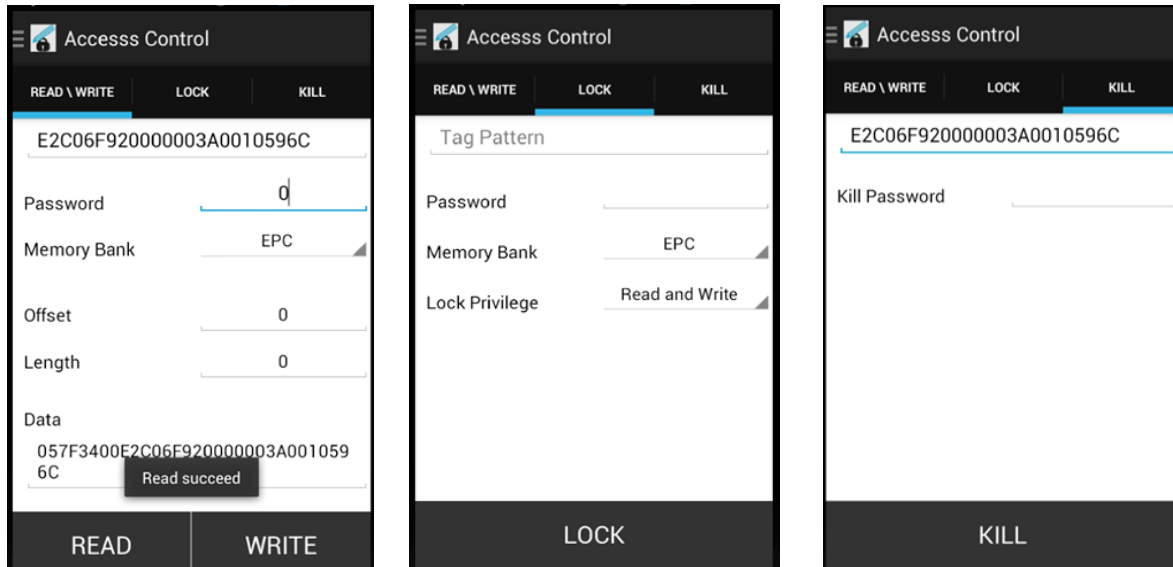 Accesss Control
READ \ WRITE LOCK KILL
E2C06F920000003A0010596C
Password 0
Memory Bank EPC
Offset 0
Length 0
Data
057F3400E2C06F920000003A001059
6C
Read succeed
READ WRITE
Accesss Control
READ \ WRITE LOCK KILL
Tag Pattern
Password
Memory Bank EPC
Lock Privilege Read and Write
LOCK
Accesss Control
READ \ WRITE LOCK KILL
E2C06F920000003A0010596C
Kill Password
KILL